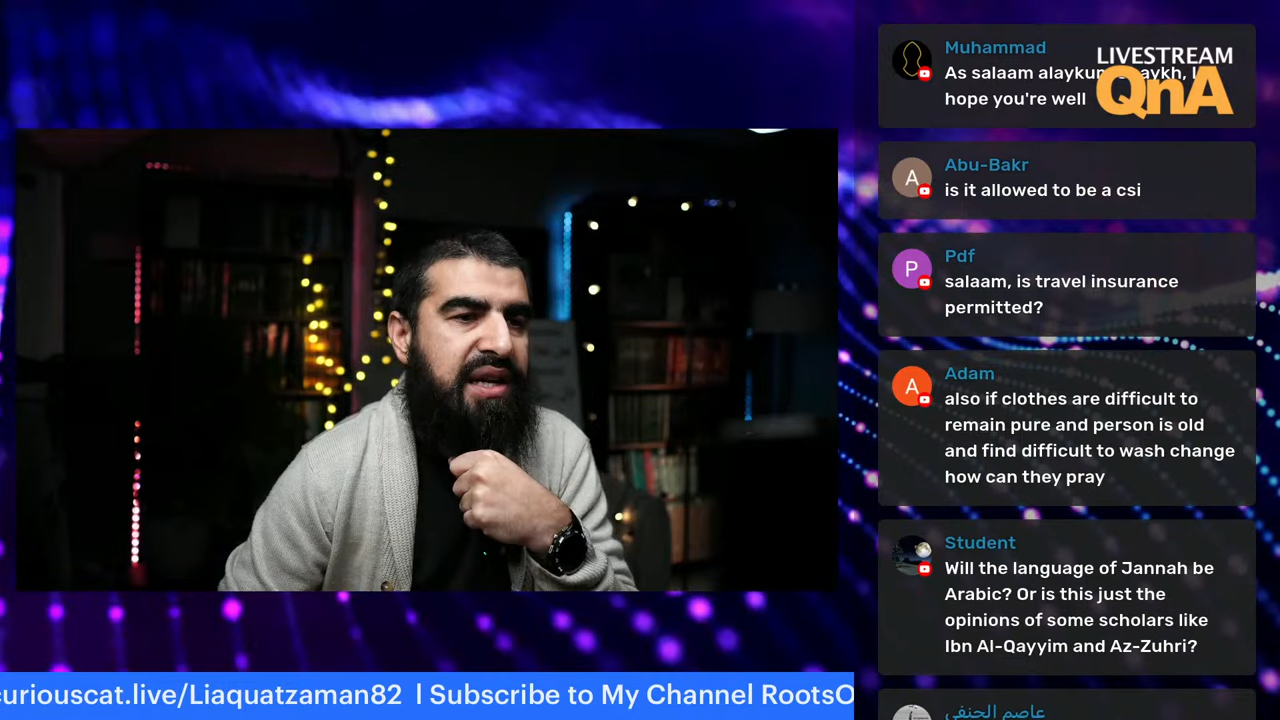 Muhammad
As salaam alaykum
hope you're well
LIVESTREAM
QnA
A
Abu-Bakr
is it allowed to be a csi
P
Pdf
salaam, is travel insurance
permitted?
A
Adam
also if clothes are difficult to
remain pure and person is old
and find difficult to wash change
how can they pray
Student
Will the language of Jannah be
Arabic? Or is this just the
opinions of some scholars like
Ibn Al-Qayyim and Az-Zuhri?
عاصم الحنفي
curiouscat.live/Liaquatzaman82 | Subscribe to My Channel RootsO